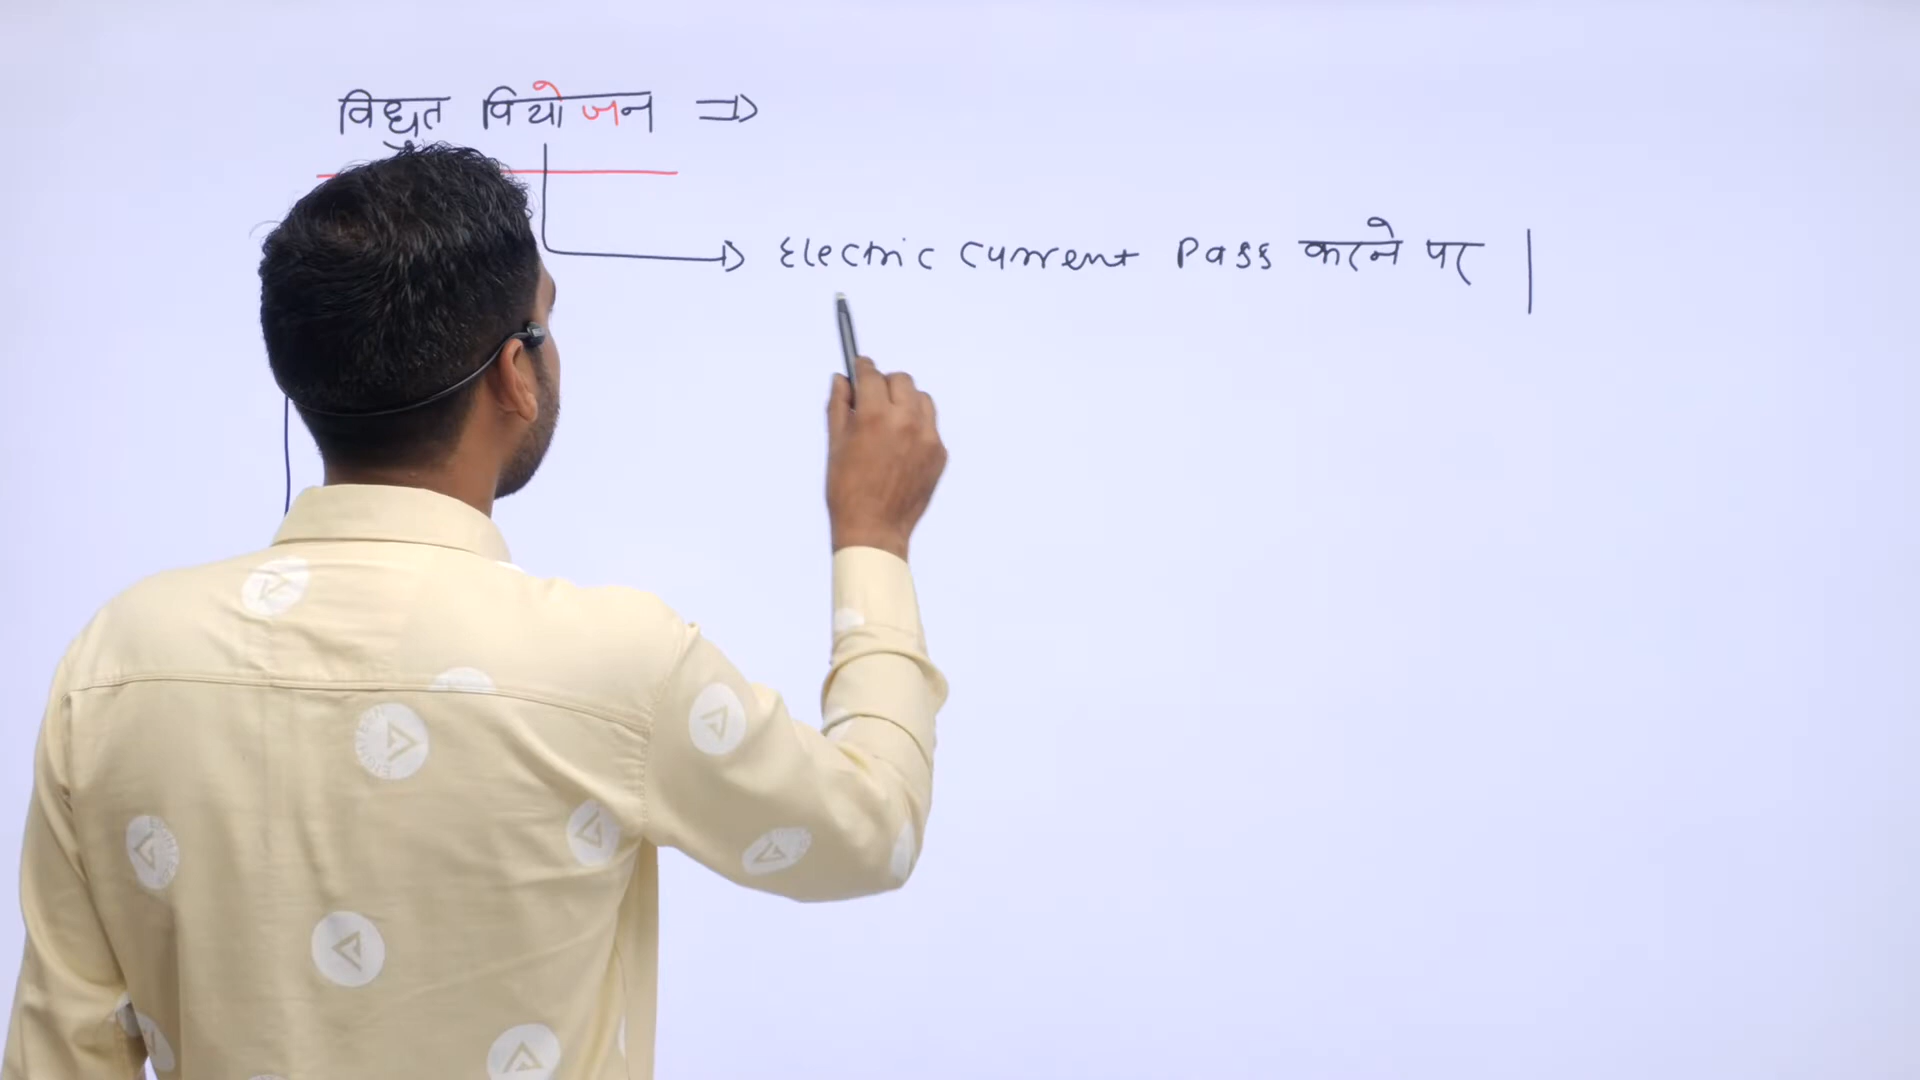 विधुत वियोजन ⇒
→ Electric Current Pass करने पर |